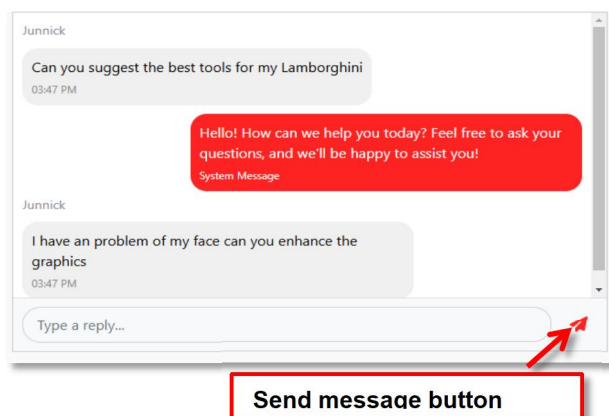 Junnick
Can you suggest the best tools for my Lamborghini
03:47 PM
Hello! How can we help you today? Feel free to ask your
questions, and we'll be happy to assist you!
System Message
Junnick
I have an problem of my face can you enhance the
graphics
03:47 PM
Type a reply...
Send message button